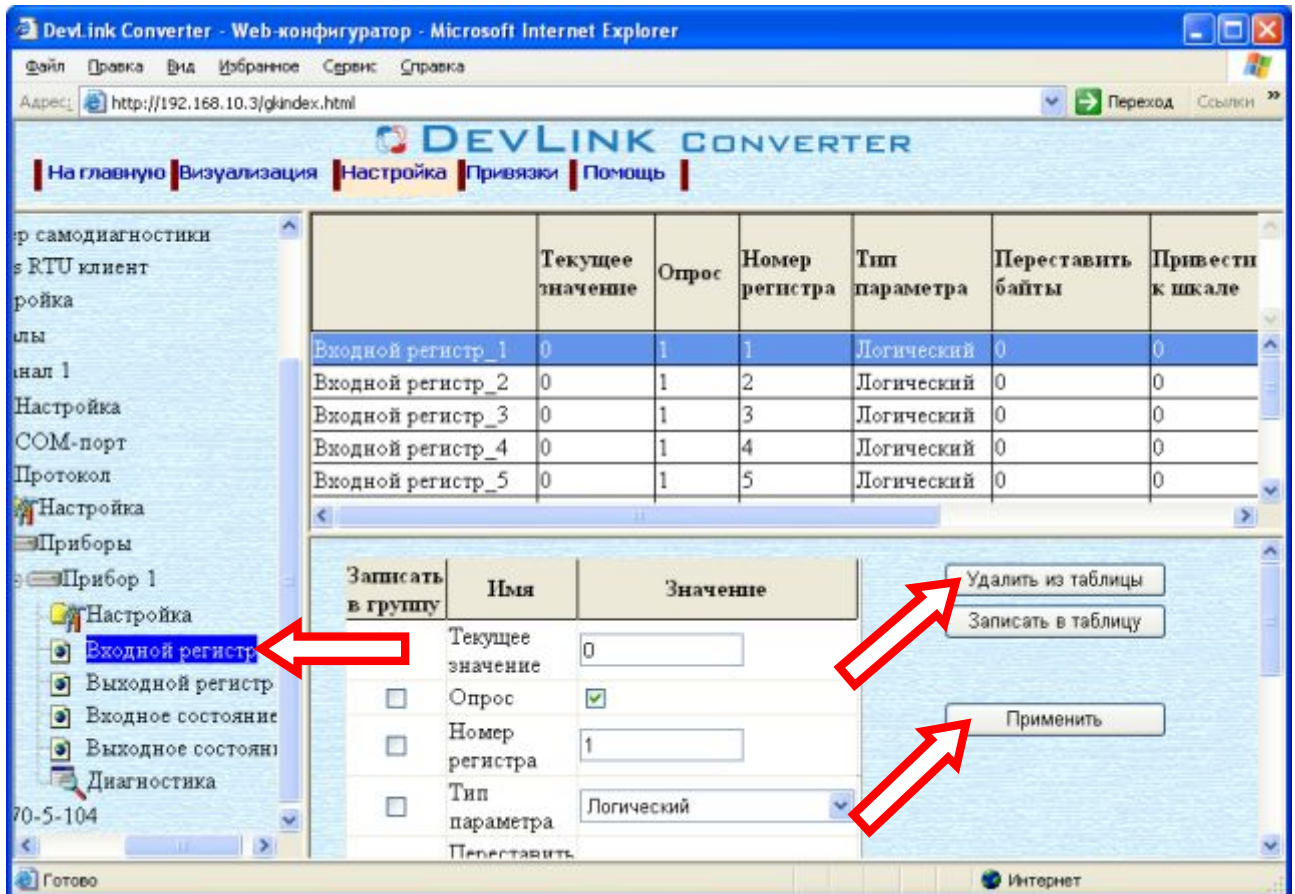 DevLink Converter - Web-конфигуратор - Microsoft Internet Explorer
Файл Правка Вид Избранное Сервис Справка
Адрес: http://192.168.10.3/gkindex.html Переход Ссылки »
DEVLINK CONVERTER
На главную Визуализация Настройка Привязки Помощь
ер самодиагностики
s RTU клиент
ройка
алы
анал 1
Настройка
COM-порт
Протокол
Настройка
Приборы
Прибор 1
Настройка
Входной регистр
Выходной регистр
Входное состояние
Выходное состояни
Диагностика
70-5-104
Текущее значение Опрос Номер регистра Тип параметра Переставить байты Привести к шкале
Входной регистр_1 0 1 1 Логический 0 0
Входной регистр_2 0 1 2 Логический 0 0
Входной регистр_3 0 1 3 Логический 0 0
Входной регистр_4 0 1 4 Логический 0 0
Входной регистр_5 0 1 5 Логический 0 0
Записать в группу Имя Значение
Текущее значение 0
Опрос
Номер регистра 1
Тип параметра Логический
Переставить
Удалить из таблицы
Записать в таблицу
Применить
Готово Интернет